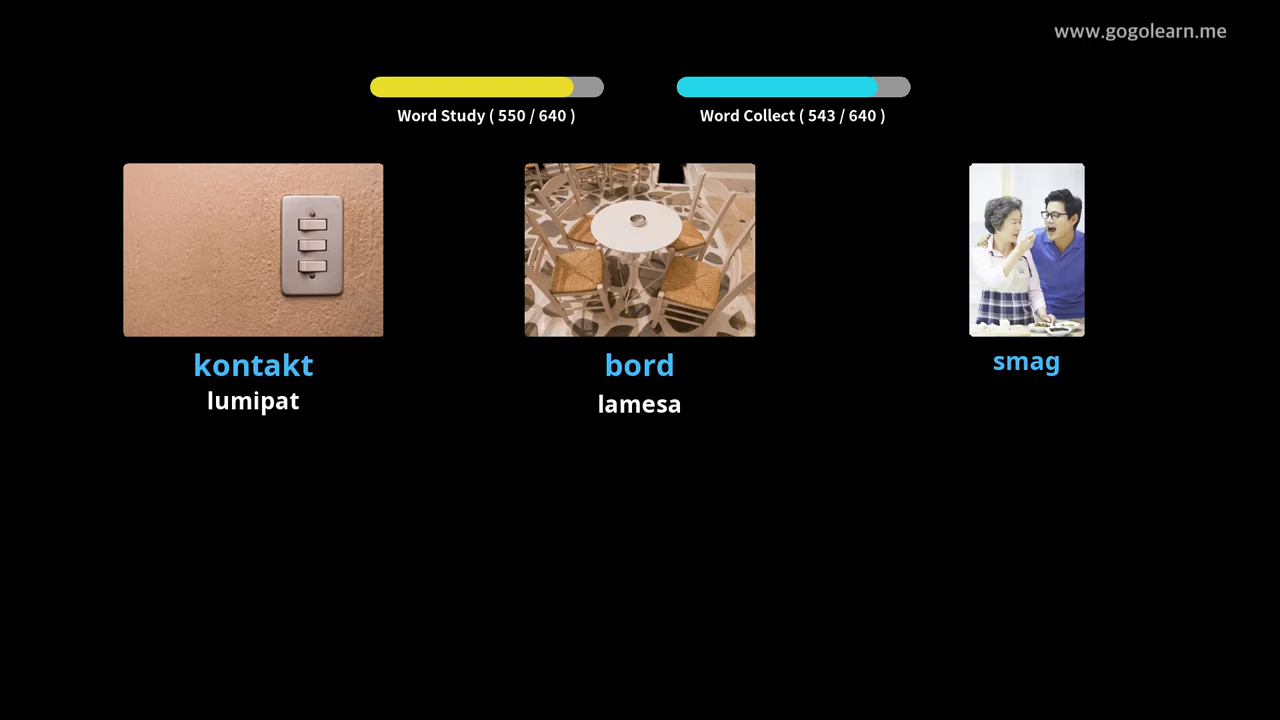 www.gogolearn.me
Word Study ( 550 / 640 )
Word Collect ( 543 / 640 )
kontakt
lumipat
bord
lamesa
smag